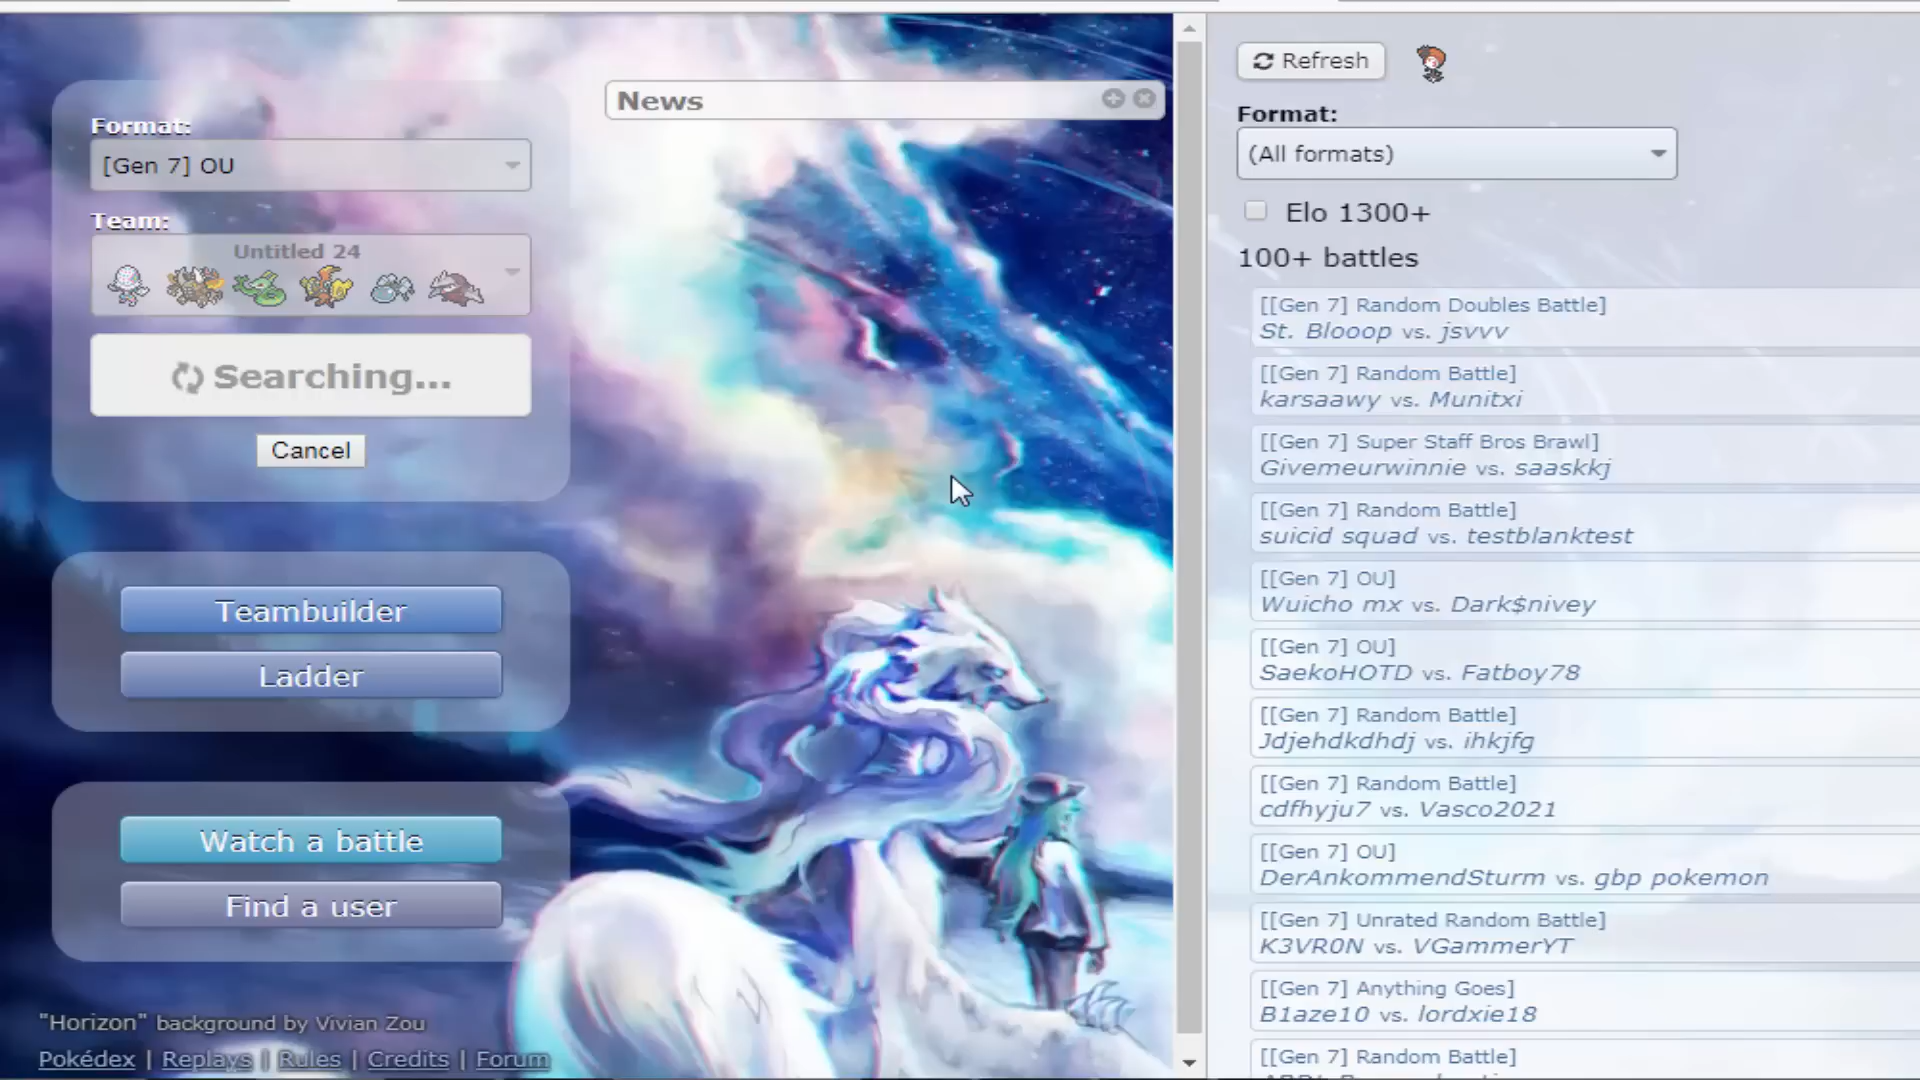 Format:
[Gen 7] OU
Team:
Untitled 24
Searching...
Cancel
Teambuilder
Ladder
Watch a battle
Find a user
"Horizon" background by Vivian Zou
Pokédex | Replays | Rules | Credits | Forum
News
Refresh
Format:
(All formats)
Elo 1300+
100+ battles
[[Gen 7] Random Doubles Battle]
St. Blooop vs. jsvvv
[[Gen 7] Random Battle]
karsaawy vs. Munitxi
[[Gen 7] Super Staff Bros Brawl]
Givemeurwinnie vs. saaskkj
[[Gen 7] Random Battle]
suicid squad vs. testblanktest
[[Gen 7] OU]
Wuicho mx vs. Dark$nivey
[[Gen 7] OU]
SaekoHOTD vs. Fatboy78
[[Gen 7] Random Battle]
Jdjehdkdhdj vs. ihkjfg
[[Gen 7] Random Battle]
cdfhyju7 vs. Vasco2021
[[Gen 7] OU]
DerAnkommendSturm vs. gbp pokemon
[[Gen 7] Unrated Random Battle]
K3VR0N vs. VGammerYT
[[Gen 7] Anything Goes]
B1aze10 vs. lordxie18
[[Gen 7] Random Battle]